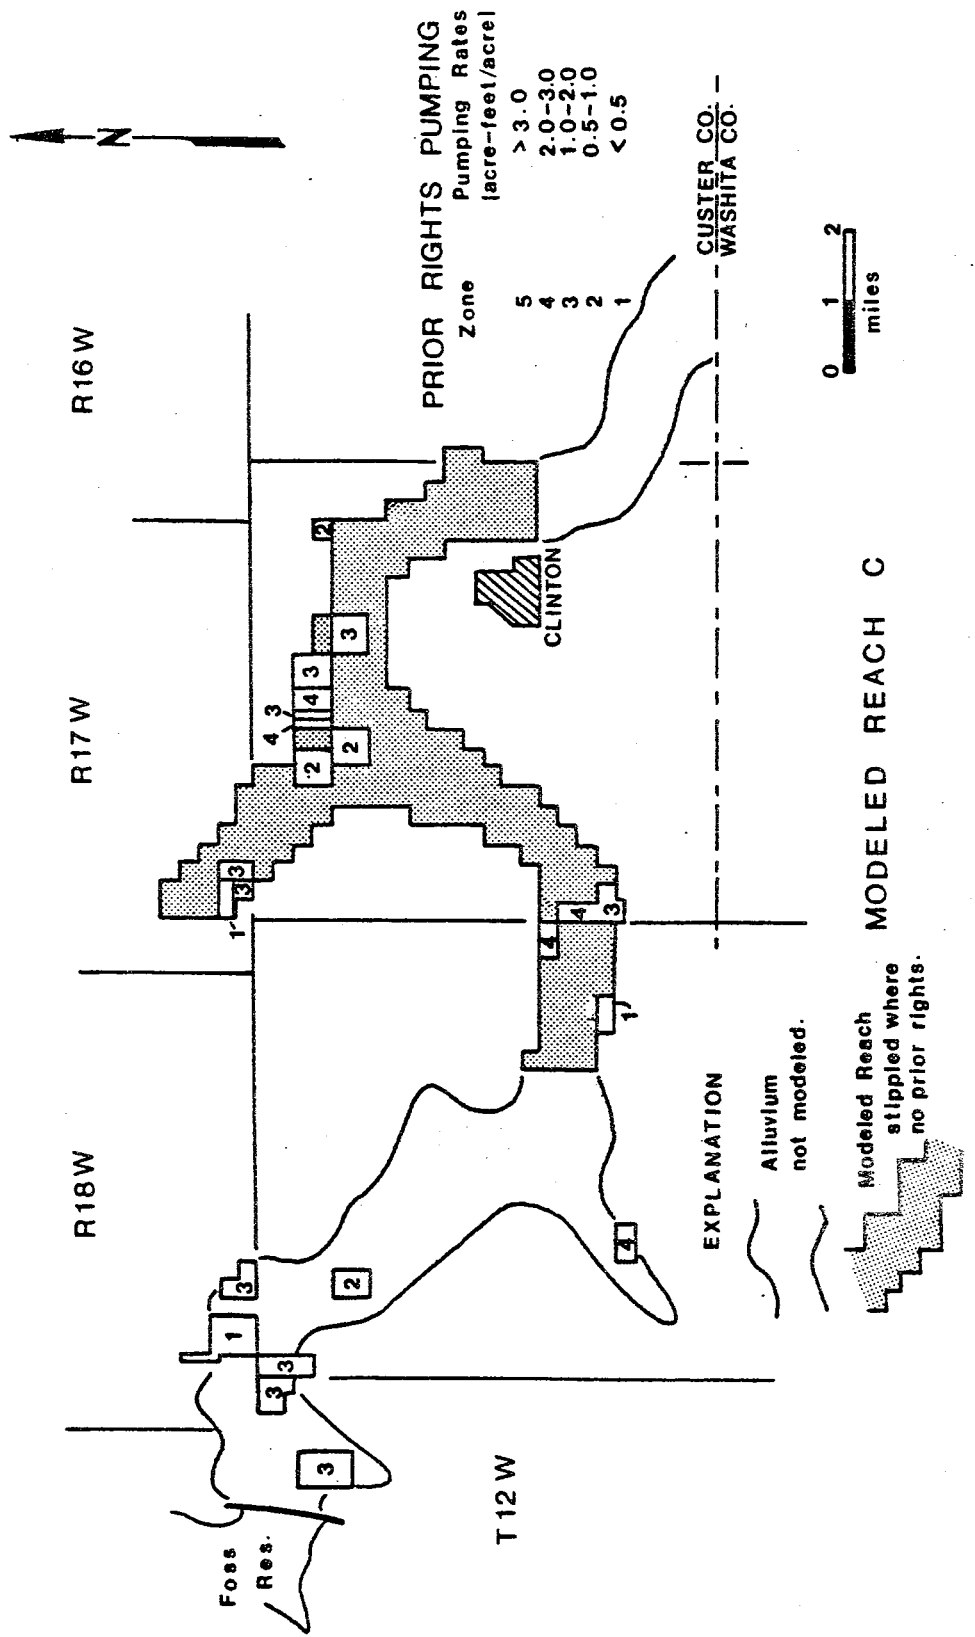 R18W
R17W
R16W
N
PRIOR RIGHTS PUMPING
Zone Pumping Rates
(acre-feet/acre)
5 >3.0
4 2.0-3.0
3 1.0-2.0
2 0.5-1.0
1 <0.5
Foss
Res.
3
3
3
1
3
2
4
1
4
4
3
1
3
3
2
2
4
3
4
3
3
2
CLINTON
CUSTER CO.
WASHITA CO.
T12W
0 1 2
miles
EXPLANATION
Alluvium
not modeled.
Modeled Reach
stippled where
no prior rights.
MODELED REACH C